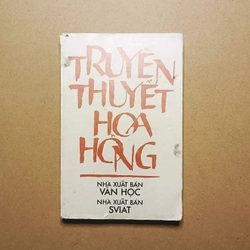 TRUYỀN
THUYẾT
HOA
HỒNG
NHÀ XUẤT BẢN
VĂN HỌC
NHÀ XUẤT BẢN
SVIAT